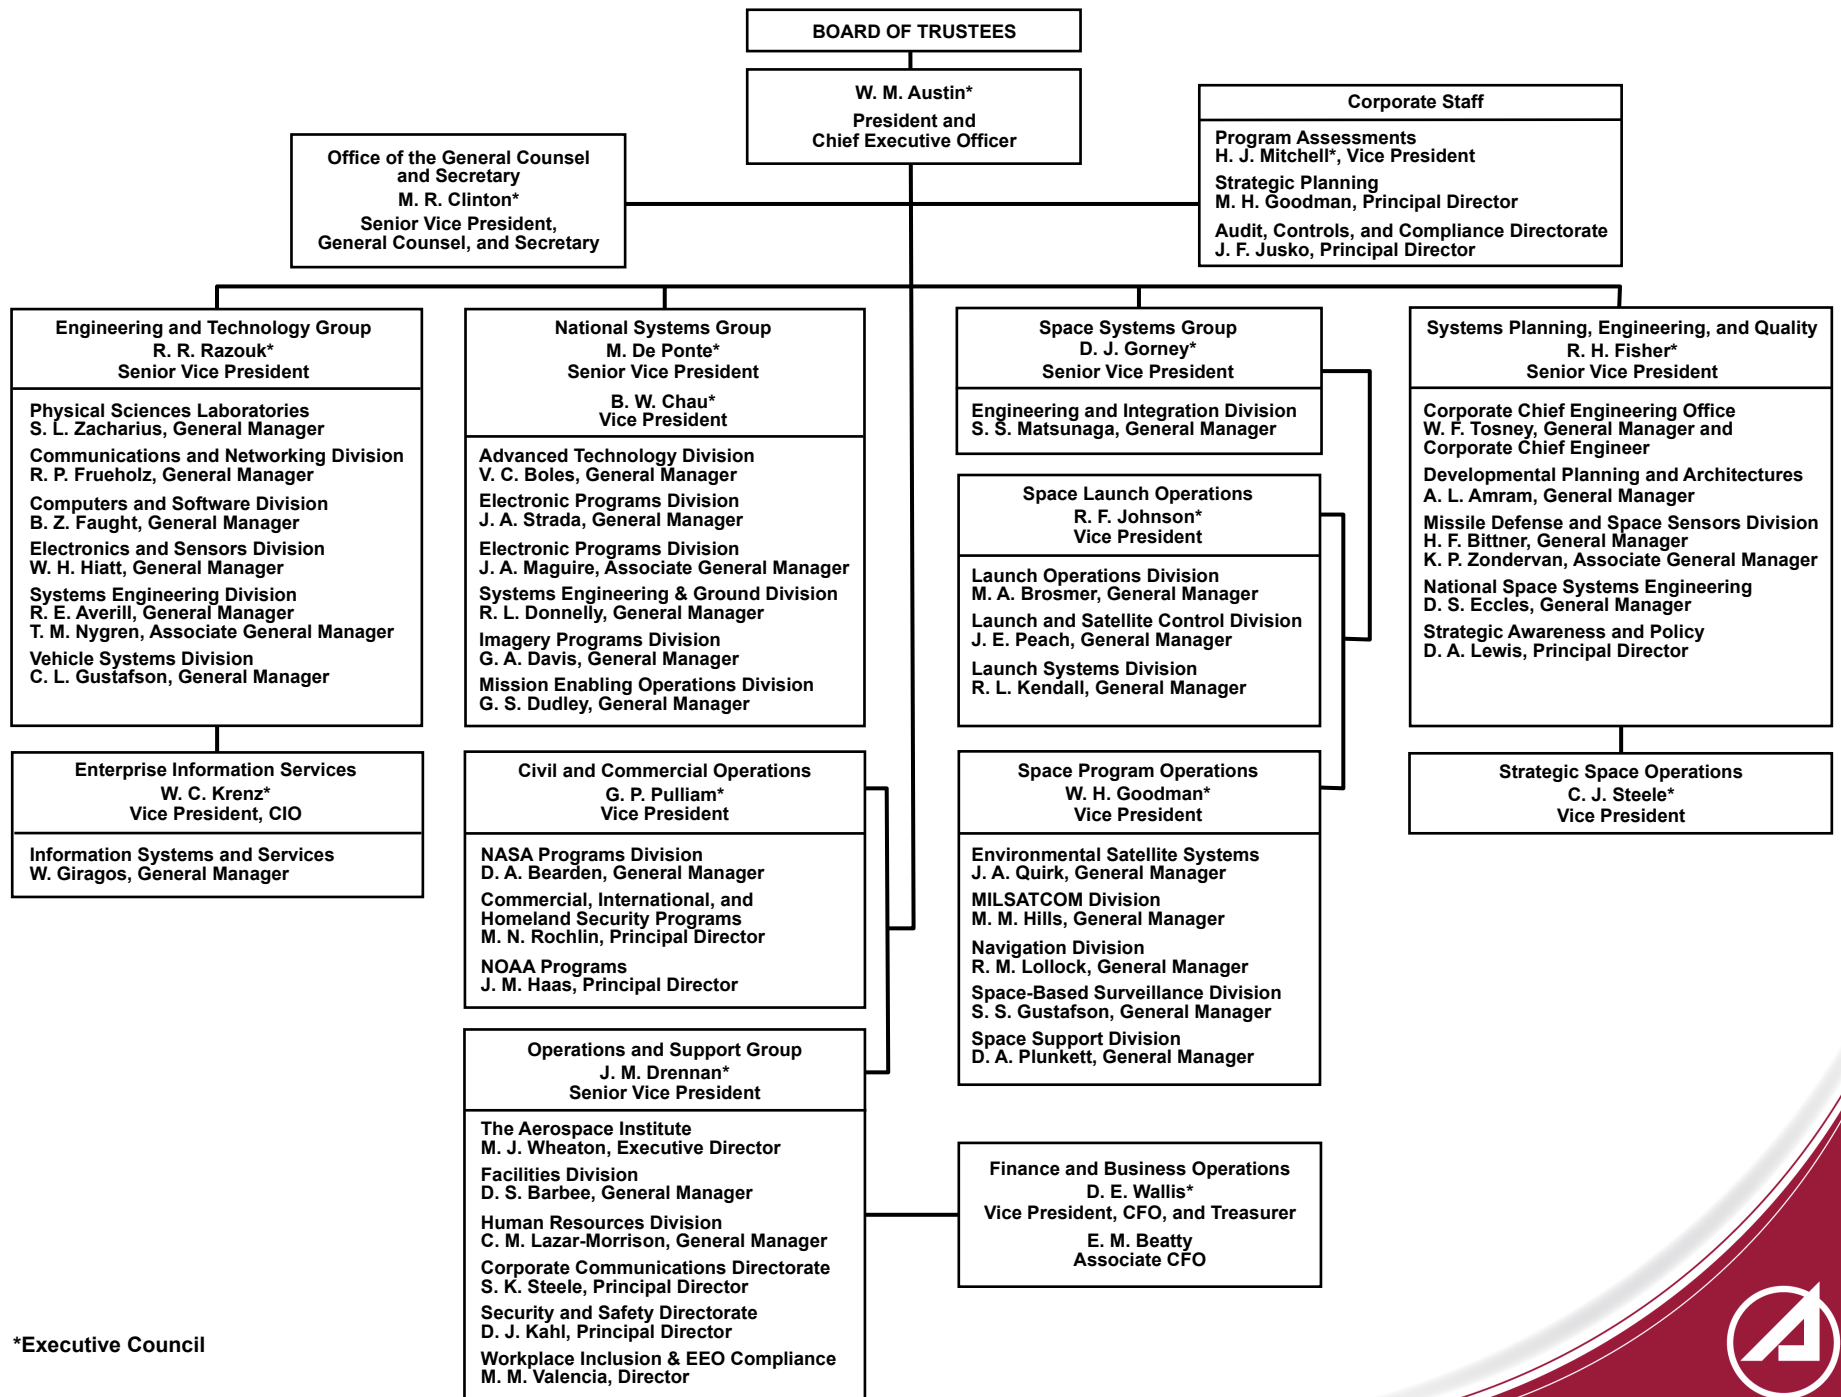 BOARD OF TRUSTEES
W. M. Austin*
President and
Chief Executive Officer
Office of the General Counsel
and Secretary
M. R. Clinton*
Senior Vice President,
General Counsel, and Secretary
Corporate Staff
Program Assessments
H. J. Mitchell*, Vice President
Strategic Planning
M. H. Goodman, Principal Director
Audit, Controls, and Compliance Directorate
J. F. Jusko, Principal Director
Engineering and Technology Group
R. R. Razouk*
Senior Vice President
Physical Sciences Laboratories
S. L. Zacharius, General Manager
Communications and Networking Division
R. P. Frueholz, General Manager
Computers and Software Division
B. Z. Faught, General Manager
Electronics and Sensors Division
W. H. Hiatt, General Manager
Systems Engineering Division
R. E. Averill, General Manager
T. M. Nygren, Associate General Manager
Vehicle Systems Division
C. L. Gustafson, General Manager
Enterprise Information Services
W. C. Krenz*
Vice President, CIO
Information Systems and Services
W. Giragos, General Manager
National Systems Group
M. De Ponte*
Senior Vice President
B. W. Chau*
Vice President
Advanced Technology Division
V. C. Boles, General Manager
Electronic Programs Division
J. A. Strada, General Manager
Electronic Programs Division
J. A. Maguire, Associate General Manager
Systems Engineering & Ground Division
R. L. Donnelly, General Manager
Imagery Programs Division
G. A. Davis, General Manager
Mission Enabling Operations Division
G. S. Dudley, General Manager
Civil and Commercial Operations
G. P. Pulliam*
Vice President
NASA Programs Division
D. A. Bearden, General Manager
Commercial, International, and
Homeland Security Programs
M. N. Rochlin, Principal Director
NOAA Programs
J. M. Haas, Principal Director
Operations and Support Group
J. M. Drennan*
Senior Vice President
The Aerospace Institute
M. J. Wheaton, Executive Director
Facilities Division
D. S. Barbee, General Manager
Human Resources Division
C. M. Lazar-Morrison, General Manager
Corporate Communications Directorate
S. K. Steele, Principal Director
Security and Safety Directorate
D. J. Kahl, Principal Director
Workplace Inclusion & EEO Compliance
M. M. Valencia, Director
Space Systems Group
D. J. Gorney*
Senior Vice President
Engineering and Integration Division
S. S. Matsunaga, General Manager
Space Launch Operations
R. F. Johnson*
Vice President
Launch Operations Division
M. A. Brosmer, General Manager
Launch and Satellite Control Division
J. E. Peach, General Manager
Launch Systems Division
R. L. Kendall, General Manager
Space Program Operations
W. H. Goodman*
Vice President
Environmental Satellite Systems
J. A. Quirk, General Manager
MILSATCOM Division
M. M. Hills, General Manager
Navigation Division
R. M. Lollock, General Manager
Space-Based Surveillance Division
S. S. Gustafson, General Manager
Space Support Division
D. A. Plunkett, General Manager
Finance and Business Operations
D. E. Wallis*
Vice President, CFO, and Treasurer
E. M. Beatty
Associate CFO
Systems Planning, Engineering, and Quality
R. H. Fisher*
Senior Vice President
Corporate Chief Engineering Office
W. F. Tosney, General Manager and
Corporate Chief Engineer
Developmental Planning and Architectures
A. L. Amram, General Manager
Missile Defense and Space Sensors Division
H. F. Bittner, General Manager
K. P. Zondervan, Associate General Manager
National Space Systems Engineering
D. S. Eccles, General Manager
Strategic Awareness and Policy
D. A. Lewis, Principal Director
Strategic Space Operations
C. J. Steele*
Vice President
*Executive Council